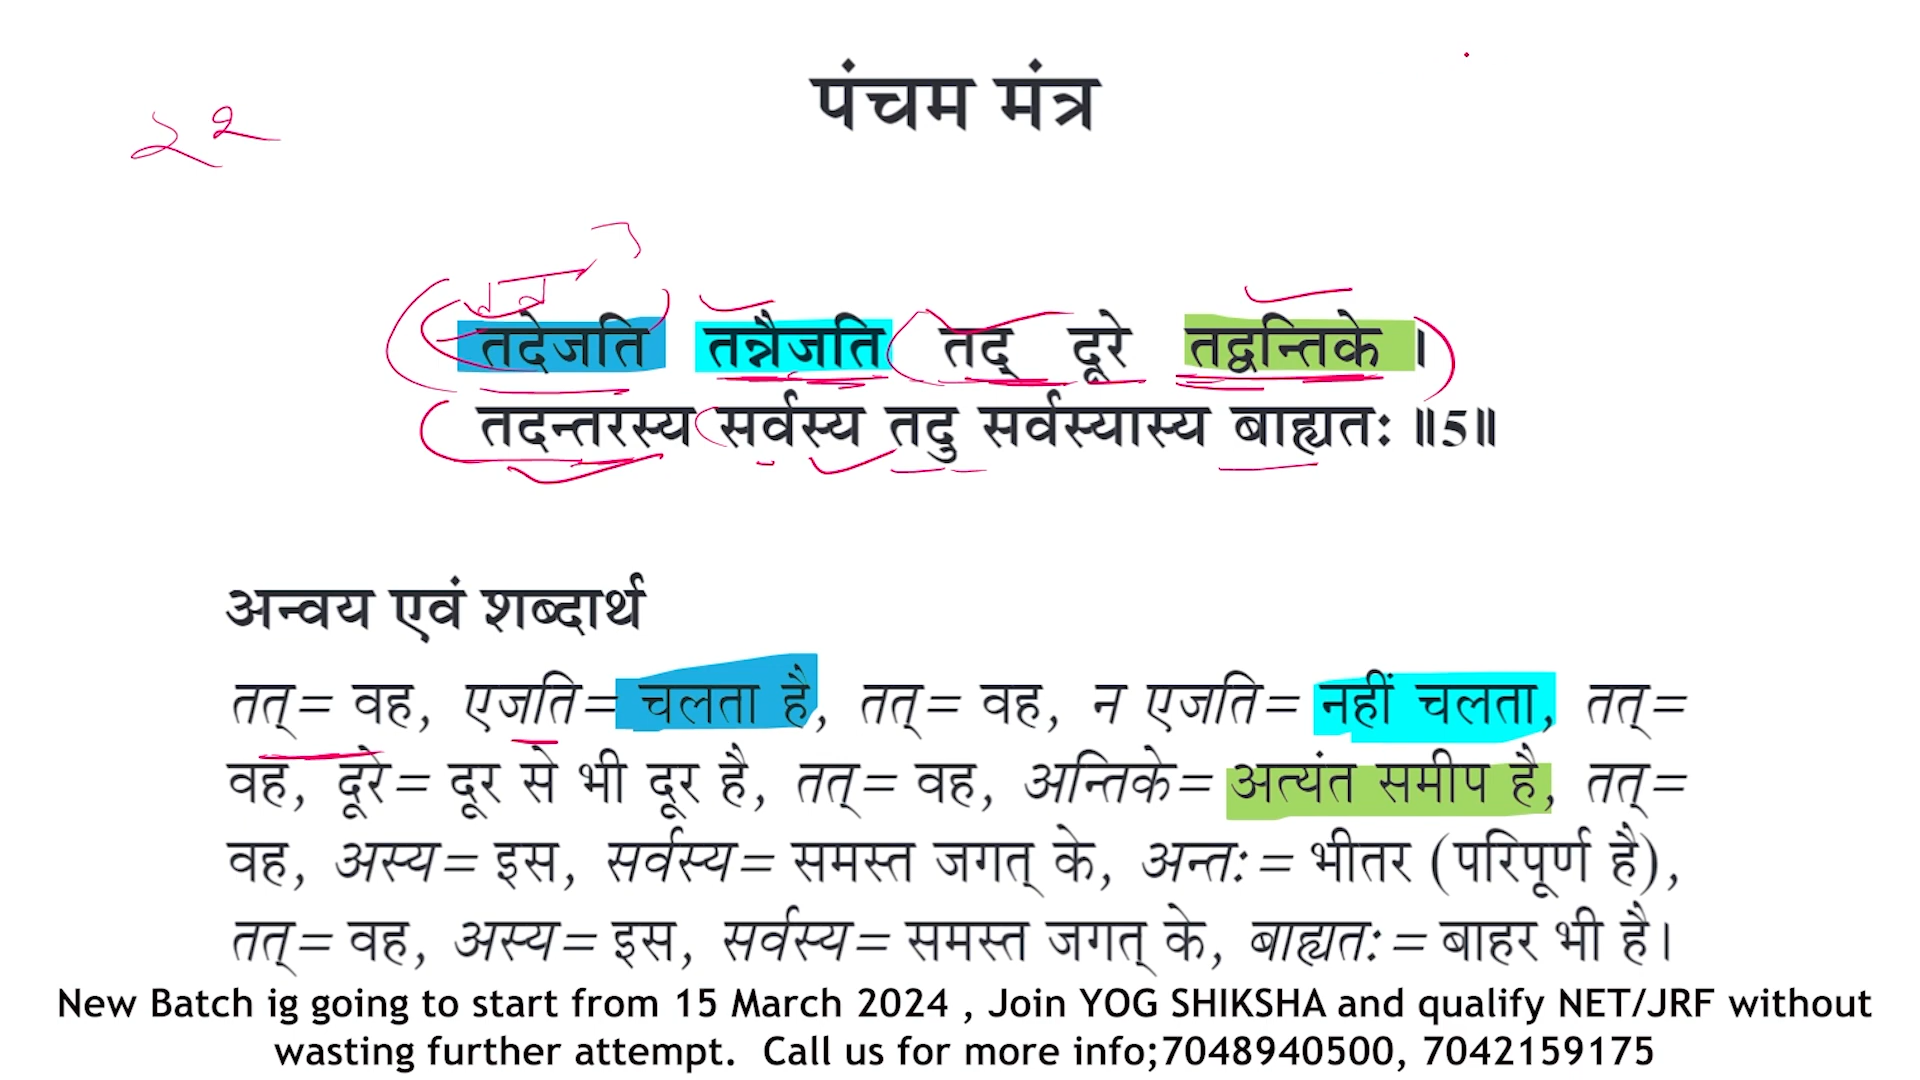 पंचम मंत्र
२२
तदेजति तन्नैजति तद् दूरे तद्वन्तिके ।
तदन्तरस्य सर्वस्य तदु सर्वस्यास्य बाह्यतः ॥5॥
अन्वय एवं शब्दार्थ
तत्= वह, एजति= चलता है, तत्= वह, न एजति= नहीं चलता, तत्=
वह, दूरे= दूर से भी दूर है, तत्= वह, अन्तिके= अत्यंत समीप है, तत्=
वह, अस्य= इस, सर्वस्य= समस्त जगत् के, अन्तः= भीतर (परिपूर्ण है),
तत्= वह, अस्य= इस, सर्वस्य= समस्त जगत् के, बाह्यतः= बाहर भी है।
New Batch ig going to start from 15 March 2024 , Join YOG SHIKSHA and qualify NET/JRF without
wasting further attempt. Call us for more info;7048940500, 7042159175